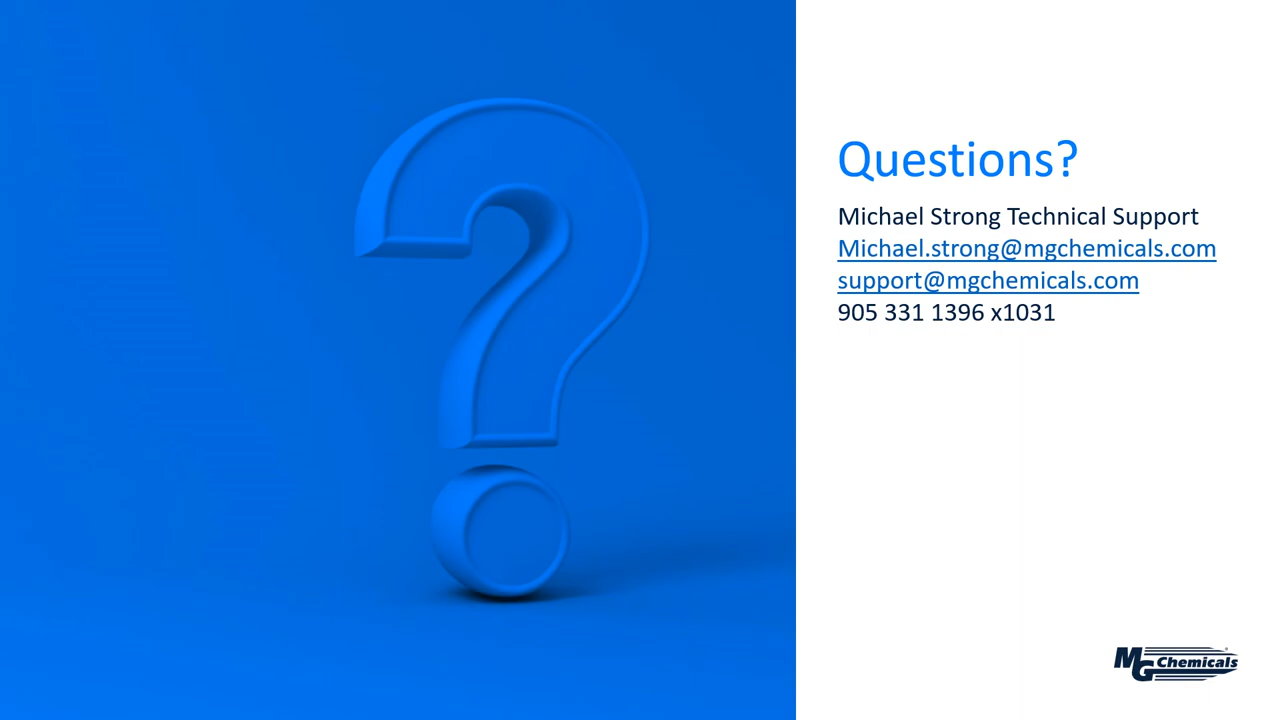 Questions?
Michael Strong Technical Support
Michael.strong@mgchemicals.com
support@mgchemicals.com
905 331 1396 x1031
MG Chemicals